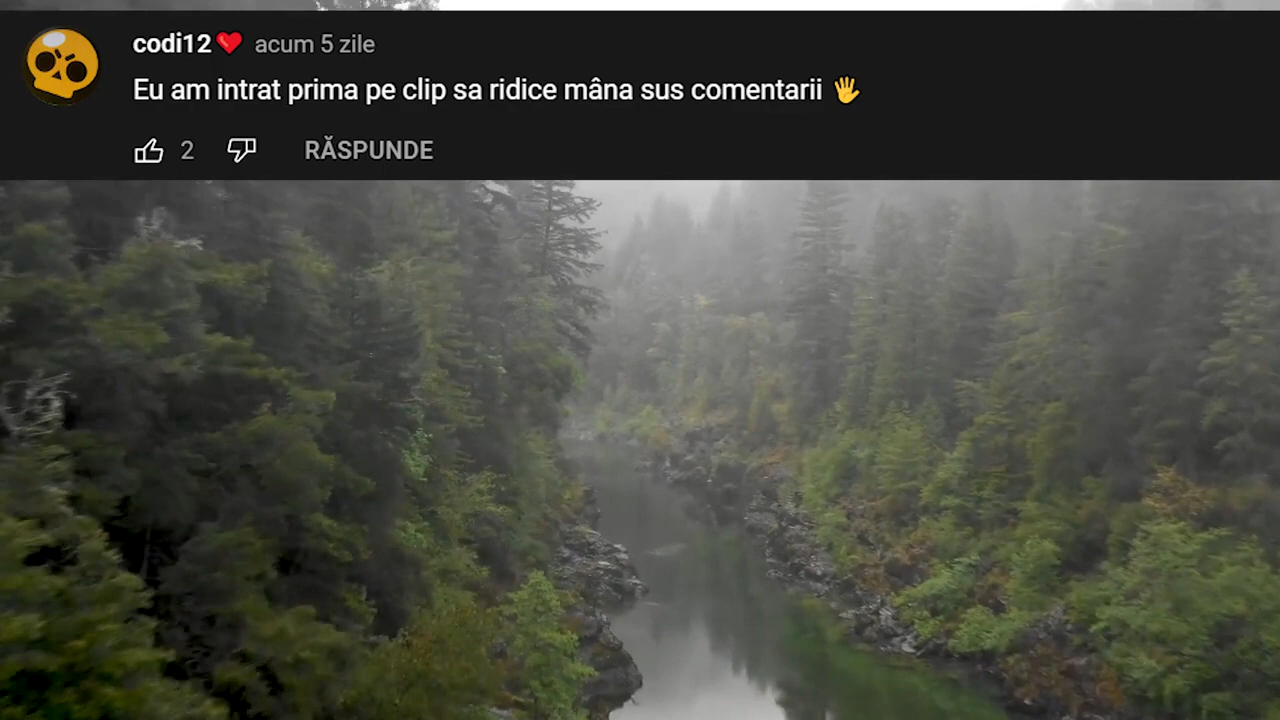 codi12❤️ acum 5 zile
Eu am intrat prima pe clip sa ridice mâna sus comentarii 🖐️
2 RĂSPUNDE